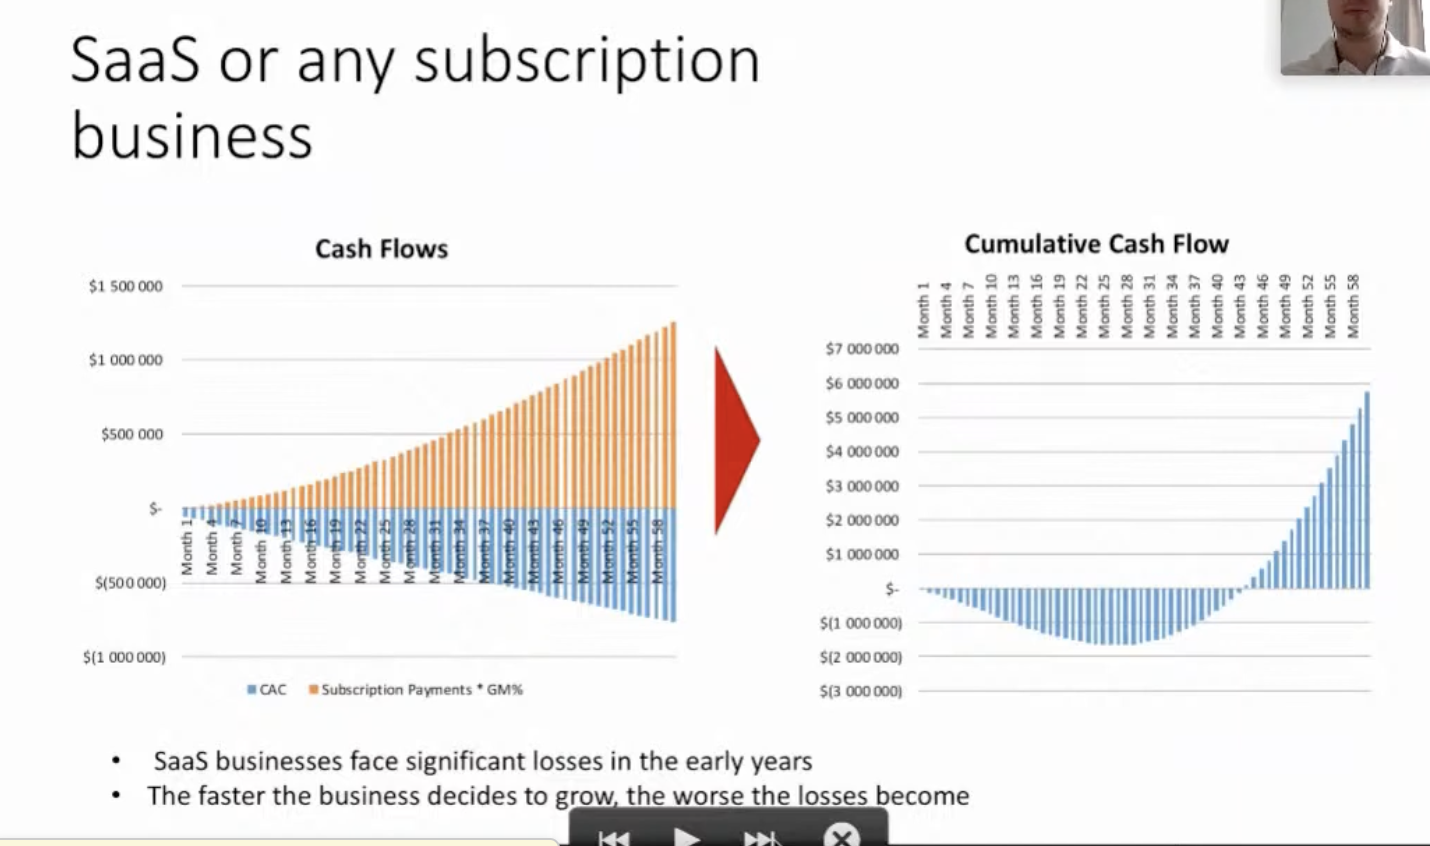 SaaS or any subscription
business
Cash Flows
$1 500 000
$1 000 000
$500 000
$-
$(500 000)
$(1 000 000)
Month 1
Month 4
Month 7
Month 10
Month 13
Month 16
Month 19
Month 22
Month 25
Month 28
Month 31
Month 34
Month 37
Month 40
Month 43
Month 46
Month 49
Month 52
Month 55
Month 58
CAC Subscription Payments * GM%
Cumulative Cash Flow
Month 1
Month 4
Month 7
Month 10
Month 13
Month 16
Month 19
Month 22
Month 25
Month 28
Month 31
Month 34
Month 37
Month 40
Month 43
Month 46
Month 49
Month 52
Month 55
Month 58
$7 000 000
$6 000 000
$5 000 000
$4 000 000
$3 000 000
$2 000 000
$1 000 000
$-
$(1 000 000)
$(2 000 000)
$(3 000 000)
• SaaS businesses face significant losses in the early years
• The faster the business decides to grow, the worse the losses become